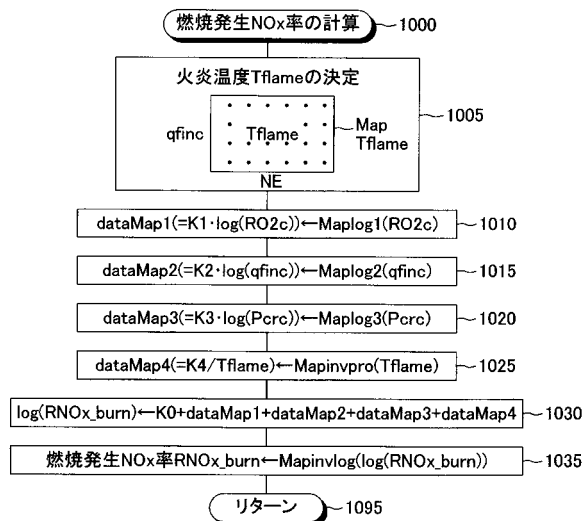 燃焼発生NOx率の計算
1000
火炎温度Tflameの決定
qfinc
Tflame
Map
Tflame
1005
NE
dataMap1(=K1·log(RO2c))←Maplog1(RO2c)
1010
dataMap2(=K2·log(qfinc))←Maplog2(qfinc)
1015
dataMap3(=K3·log(Pcrc))←Maplog3(Pcrc)
1020
dataMap4(=K4/Tflame)←Mapinvpro(Tflame)
1025
log(RNOx_burn)←K0+dataMap1+dataMap2+dataMap3+dataMap4
1030
燃焼発生NOx率RNOx_burn←Mapinvlog(log(RNOx_burn))
1035
リターン
1095